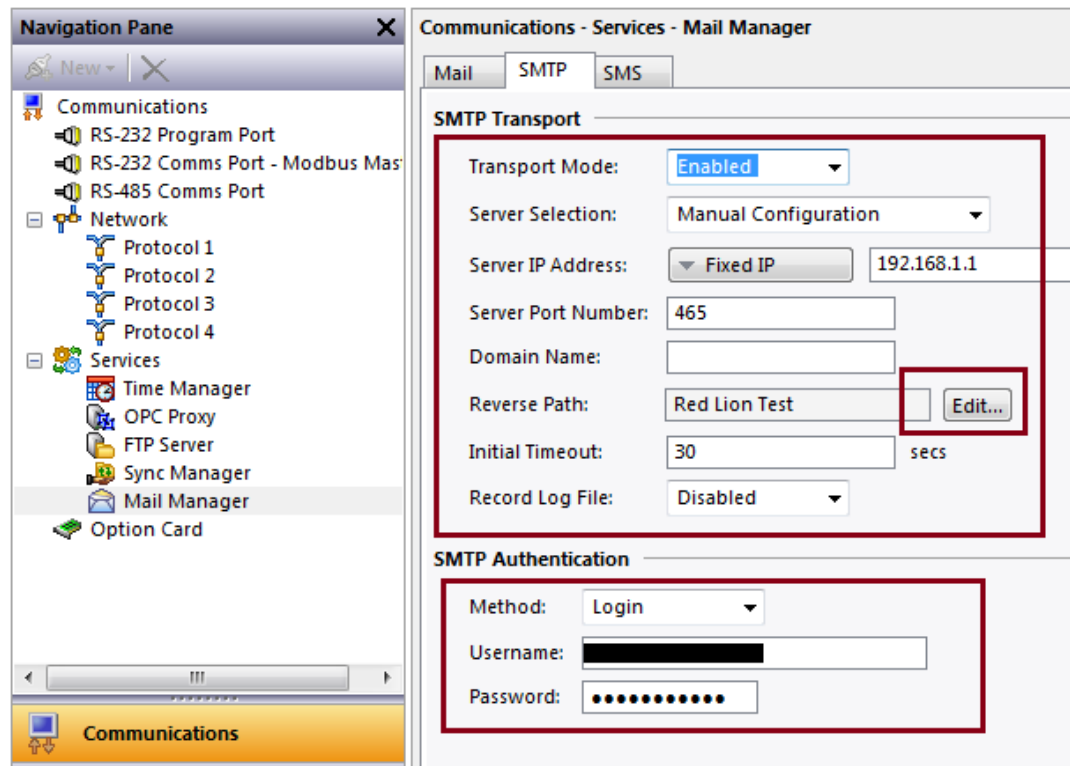 Navigation Pane
New
Communications
RS-232 Program Port
RS-232 Comms Port - Modbus Mas
RS-485 Comms Port
Network
Protocol 1
Protocol 2
Protocol 3
Protocol 4
Services
Time Manager
OPC Proxy
FTP Server
Sync Manager
Mail Manager
Option Card
Communications
Communications - Services - Mail Manager
Mail SMTP SMS
SMTP Transport
Transport Mode: Enabled
Server Selection: Manual Configuration
Server IP Address: Fixed IP 192.168.1.1
Server Port Number: 465
Domain Name:
Reverse Path: Red Lion Test Edit...
Initial Timeout: 30 secs
Record Log File: Disabled
SMTP Authentication
Method: Login
Username:
Password: ●●●●●●●●●●●